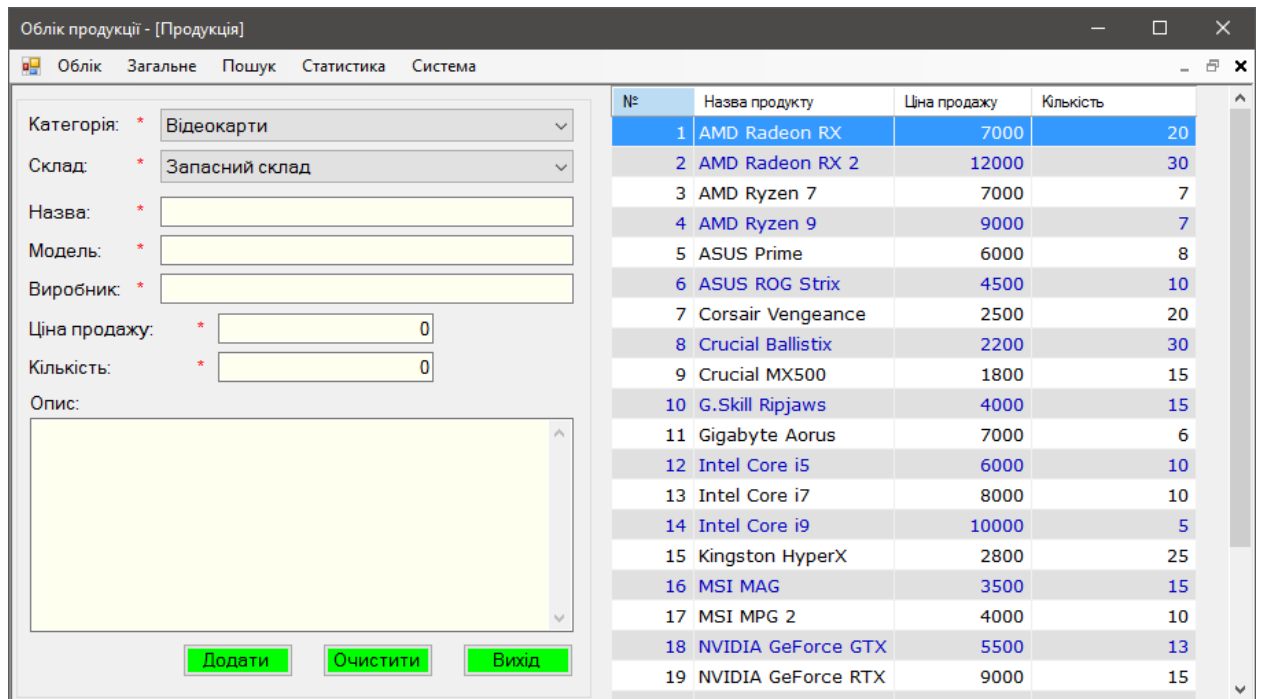 Облік продукції - [Продукція]
Облік Загальне Пошук Статистика Система
Категорія: * Відеокарти
Склад: * Запасний склад
Назва: *
Модель: *
Виробник: *
Ціна продажу: * 0
Кількість: * 0
Опис:
Додати Очистити Вихід
№ Назва продукту Ціна продажу Кількість
1 AMD Radeon RX 7000 20
2 AMD Radeon RX 2 12000 30
3 AMD Ryzen 7 7000 7
4 AMD Ryzen 9 9000 7
5 ASUS Prime 6000 8
6 ASUS ROG Strix 4500 10
7 Corsair Vengeance 2500 20
8 Crucial Ballistix 2200 30
9 Crucial MX500 1800 15
10 G.Skill Ripjaws 4000 15
11 Gigabyte Aorus 7000 6
12 Intel Core i5 6000 10
13 Intel Core i7 8000 10
14 Intel Core i9 10000 5
15 Kingston HyperX 2800 25
16 MSI MAG 3500 15
17 MSI MPG 2 4000 10
18 NVIDIA GeForce GTX 5500 13
19 NVIDIA GeForce RTX 9000 15